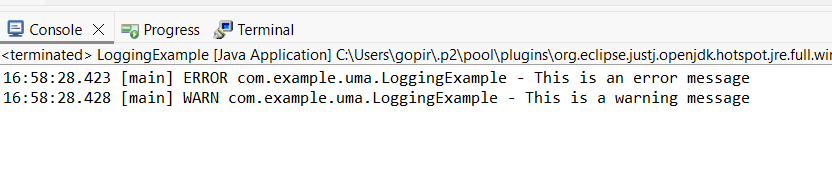 Console Progress Terminal
<terminated> LoggingExample [Java Application] C:\Users\gopir\.p2\pool\plugins\org.eclipse.justj.openjdk.hotspot.jre.full.win
16:58:28.423 [main] ERROR com.example.uma.LoggingExample - This is an error message
16:58:28.428 [main] WARN com.example.uma.LoggingExample - This is a warning message